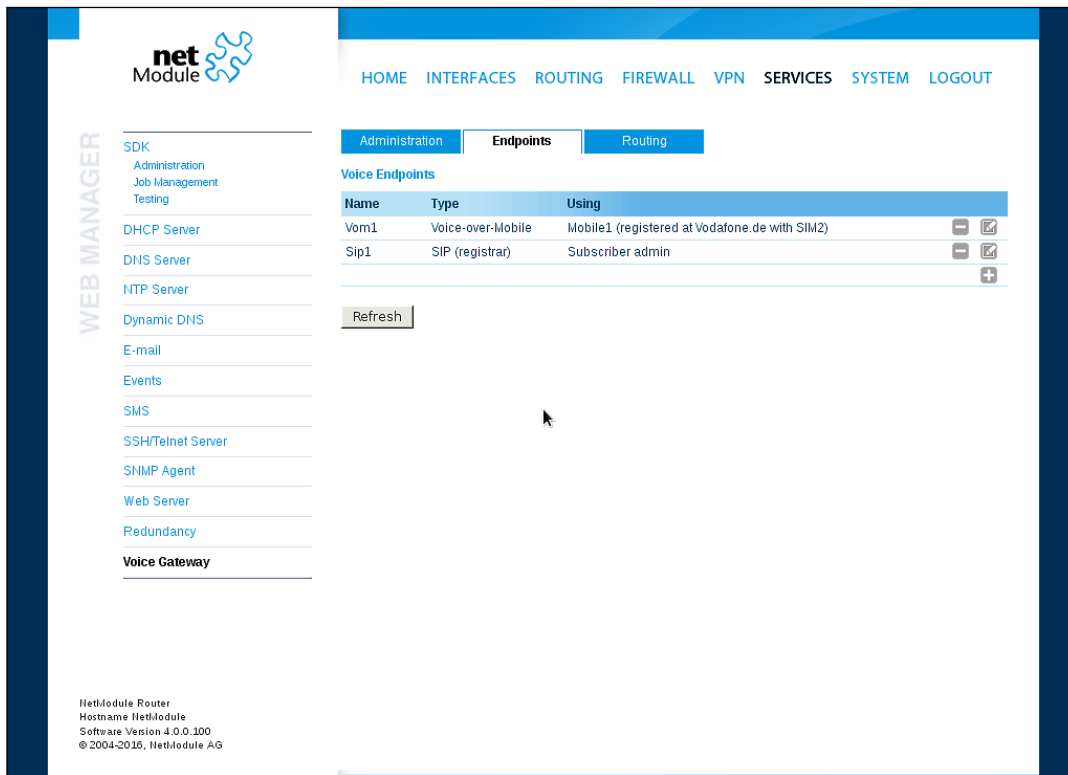 net
Module
HOME INTERFACES ROUTING FIREWALL VPN SERVICES SYSTEM LOGOUT
WEB MANAGER
SDK
Administration
Job Management
Testing
DHCP Server
DNS Server
NTP Server
Dynamic DNS
E-mail
Events
SMS
SSH/Telnet Server
SNMP Agent
Web Server
Redundancy
Voice Gateway
Administration Endpoints Routing
Voice Endpoints
Name Type Using
Vom1 Voice-over-Mobile Mobile1 (registered at Vodafone.de with SIM2)
Sip1 SIP (registrar) Subscriber admin
Refresh
NetModule Router
Hostname NetModule
Software Version 4.0.0.100
© 2004-2016, NetModule AG